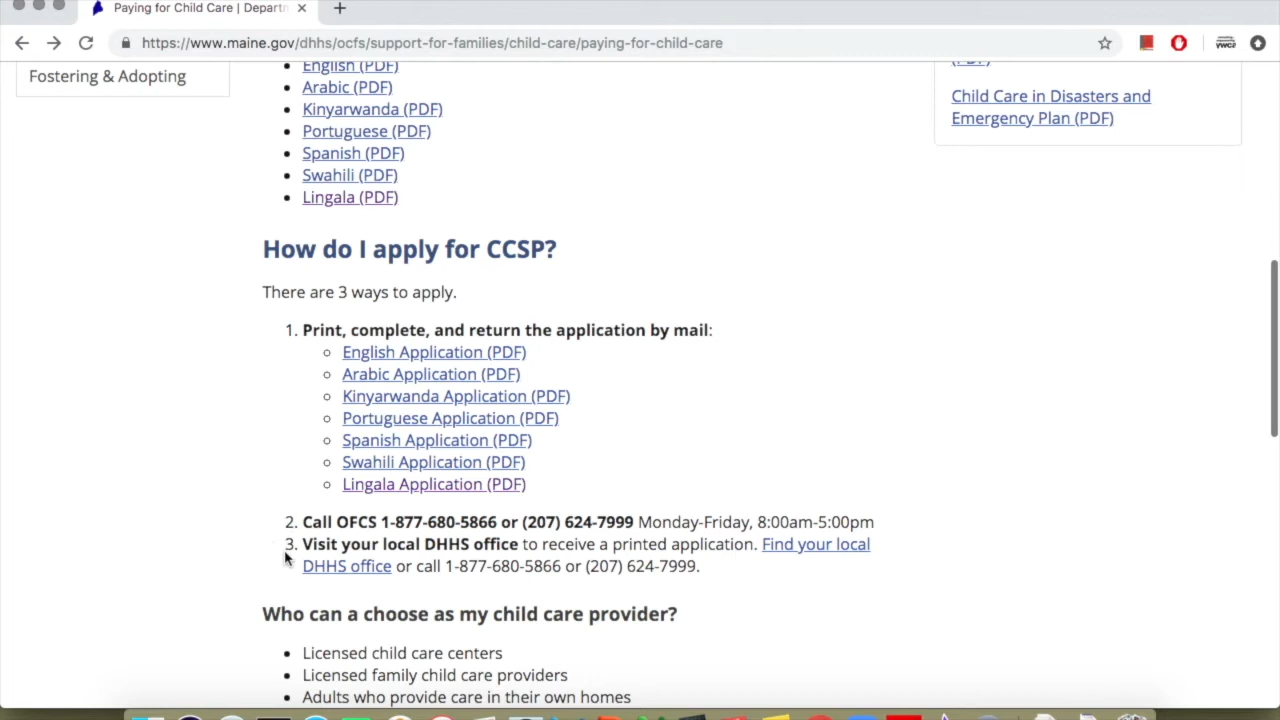 Paying for Child Care | Departm
https://www.maine.gov/dhhs/ocfs/support-for-families/child-care/paying-for-child-care
Fostering & Adopting
English (PDF)
Arabic (PDF)
Kinyarwanda (PDF)
Portuguese (PDF)
Spanish (PDF)
Swahili (PDF)
Lingala (PDF)
(PDF)
Child Care in Disasters and
Emergency Plan (PDF)
How do I apply for CCSP?
There are 3 ways to apply.
1. Print, complete, and return the application by mail:
English Application (PDF)
Arabic Application (PDF)
Kinyarwanda Application (PDF)
Portuguese Application (PDF)
Spanish Application (PDF)
Swahili Application (PDF)
Lingala Application (PDF)
2. Call OFCS 1-877-680-5866 or (207) 624-7999 Monday-Friday, 8:00am-5:00pm
3. Visit your local DHHS office to receive a printed application. Find your local
DHHS office or call 1-877-680-5866 or (207) 624-7999.
Who can a choose as my child care provider?
Licensed child care centers
Licensed family child care providers
Adults who provide care in their own homes